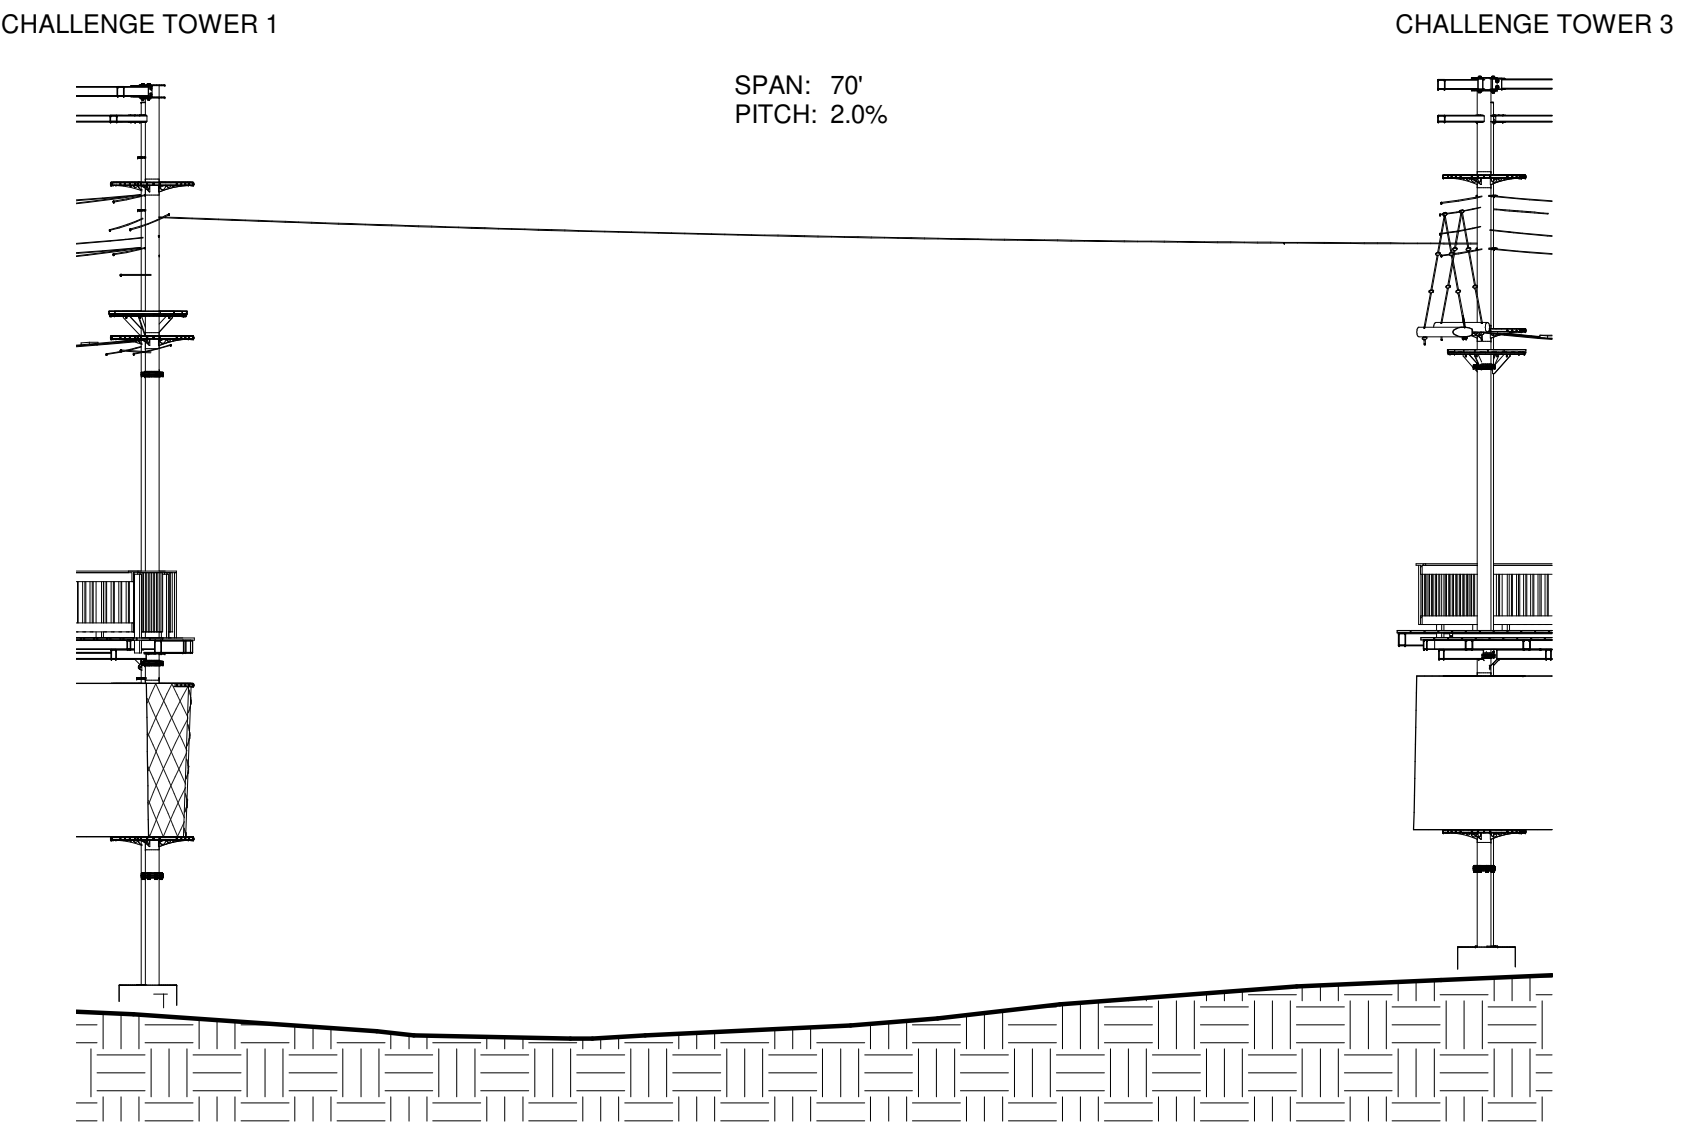 CHALLENGE TOWER 1
CHALLENGE TOWER 3
SPAN: 70'
PITCH: 2.0%